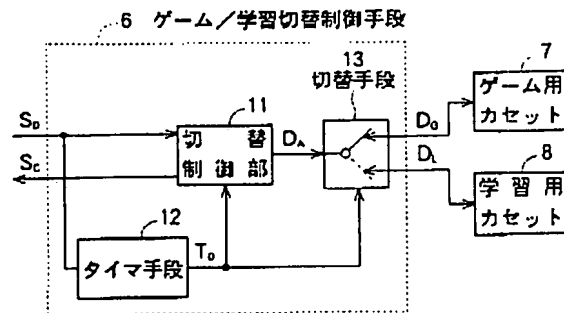 6 ゲーム／学習切替制御手段
13
切替手段
7
ゲーム用
カセット
11
切替
制御部
S_D
S_C
D_A
D_G
D_L
8
学習用
カセット
12
タイマ手段
T_D